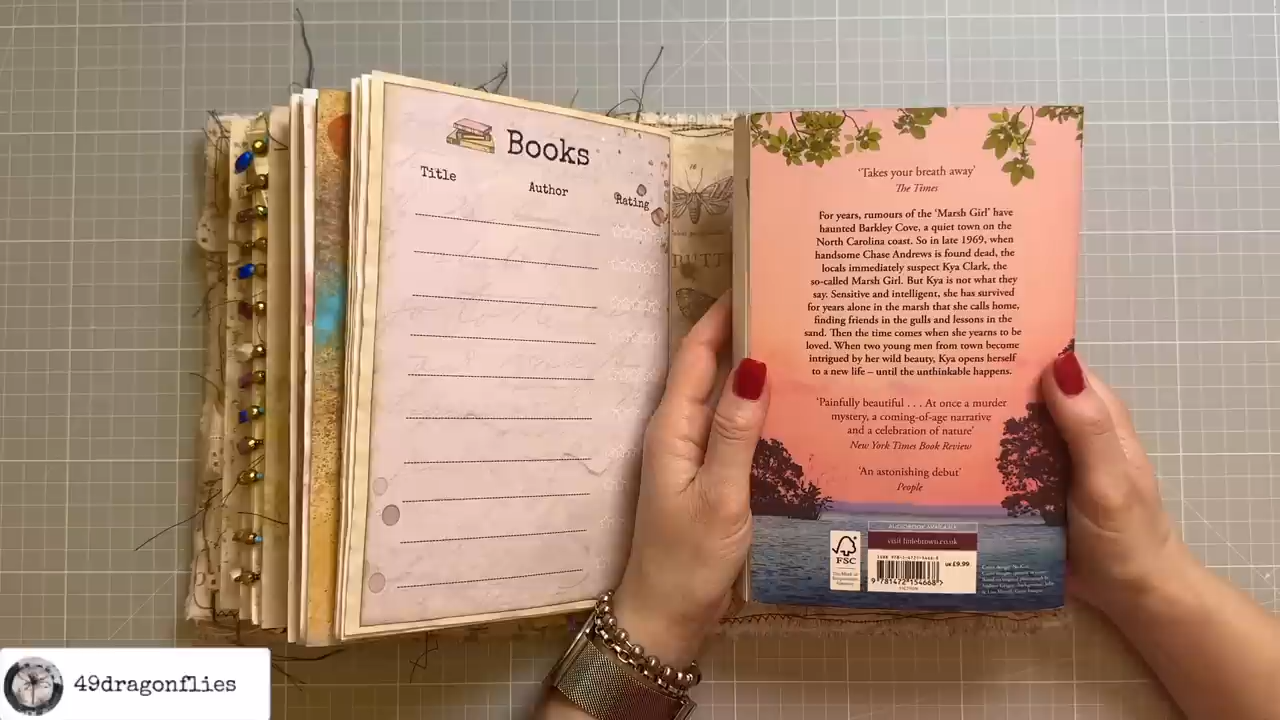 Books
Title
Author
Rating
'Takes your breath away'
The Times
For years, rumours of the 'Marsh Girl' have
haunted Barkley Cove, a quiet town on the
North Carolina coast. So in late 1969, when
handsome Chase Andrews is found dead, the
locals immediately suspect Kya Clark, the
so-called Marsh Girl. But Kya is not what they
say. Sensitive and intelligent, she has survived
for years alone in the marsh that she calls home,
finding friends in the gulls and lessons in the
sand. Then the time comes when she yearns to be
loved. When two young men from town become
intrigued by her wild beauty, Kya opens herself
to a new life – until the unthinkable happens.
'Painfully beautiful . . . At once a murder
mystery, a coming-of-age narrative
and a celebration of nature'
New York Times Book Review
'An astonishing debut'
People
AUDIOBOOK AVAILABLE
visit littlebrown.co.uk
FSC
UK £9.99
9 781472 154668
FICTION
49dragonflies